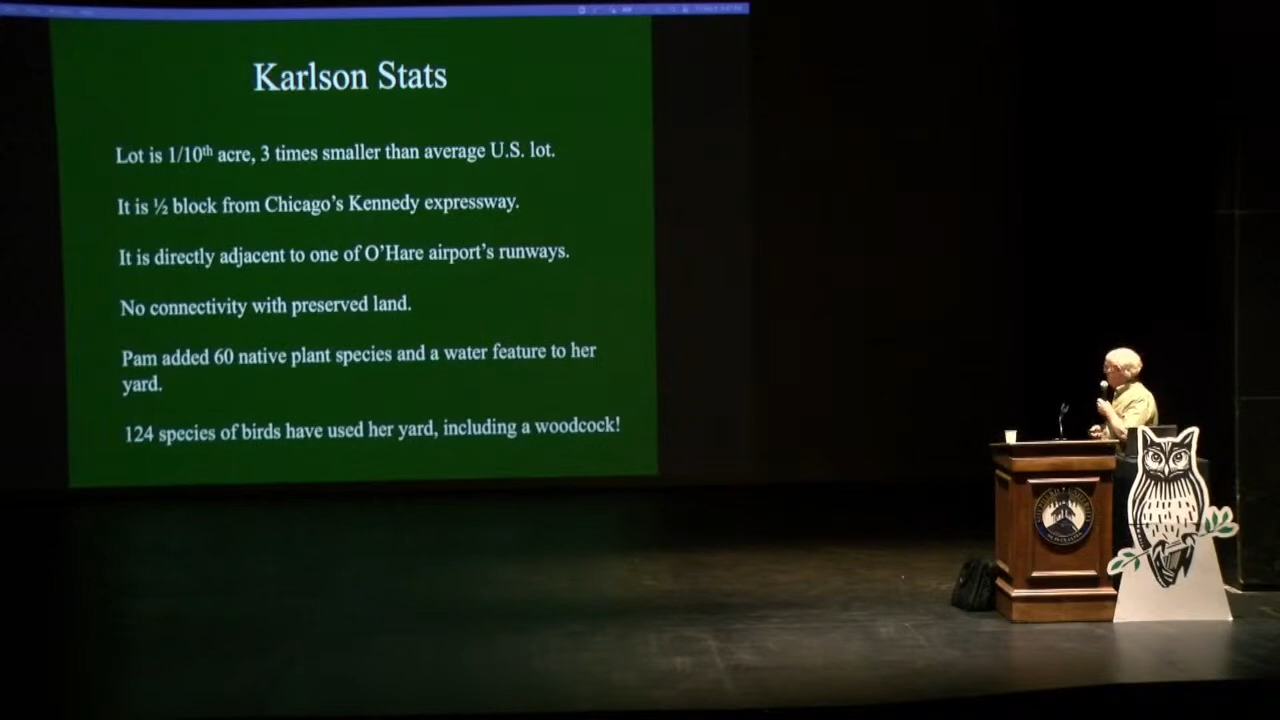 Karlson Stats
Lot is 1/10th acre, 3 times smaller than average U.S. lot.
It is ½ block from Chicago’s Kennedy expressway.
It is directly adjacent to one of O’Hare airport’s runways.
No connectivity with preserved land.
Pam added 60 native plant species and a water feature to her
yard.
124 species of birds have used her yard, including a woodcock!